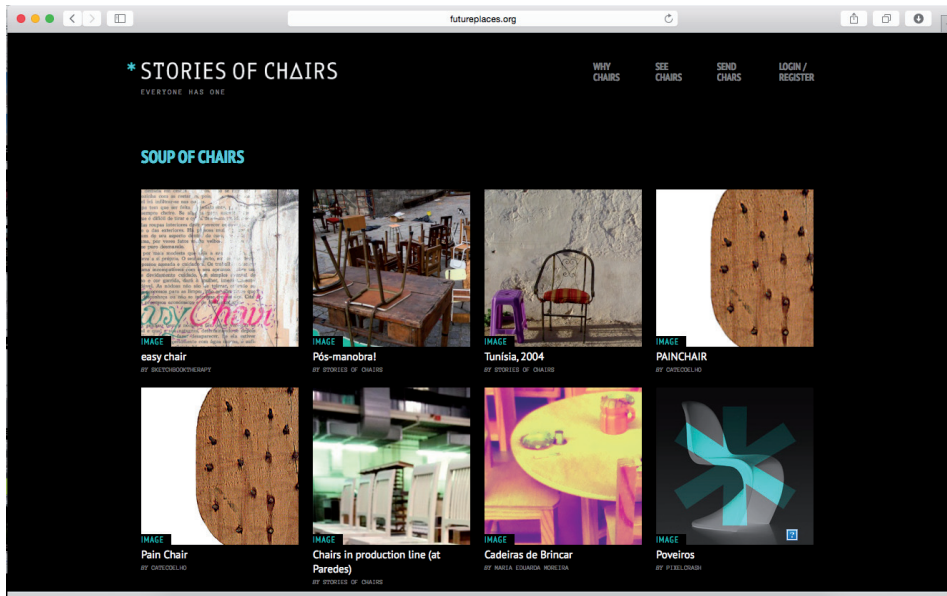 futureplaces.org
* STORIES OF CHΔIRS
EVERYONE HAS ONE
WHY
CHAIRS
SEE
CHAIRS
SEND
CHARS
LOGIN /
REGISTER
SOUP OF CHAIRS
easyChair
IMAGE
easy chair
BY SKETCHBOOKTHERAPY
IMAGE
Pós-manobra!
BY STORIES OF CHAIRS
IMAGE
Tunísia, 2004
BY STORIES OF CHAIRS
IMAGE
PAINCHAIR
BY CATECOELHO
IMAGE
Pain Chair
BY CATECOELHO
IMAGE
Chairs in production line (at
Paredes)
BY STORIES OF CHAIRS
IMAGE
Cadeiras de Brincar
BY MARIA EDUARDA MOREIRA
?
IMAGE
Poveiros
BY PIXELCRASH